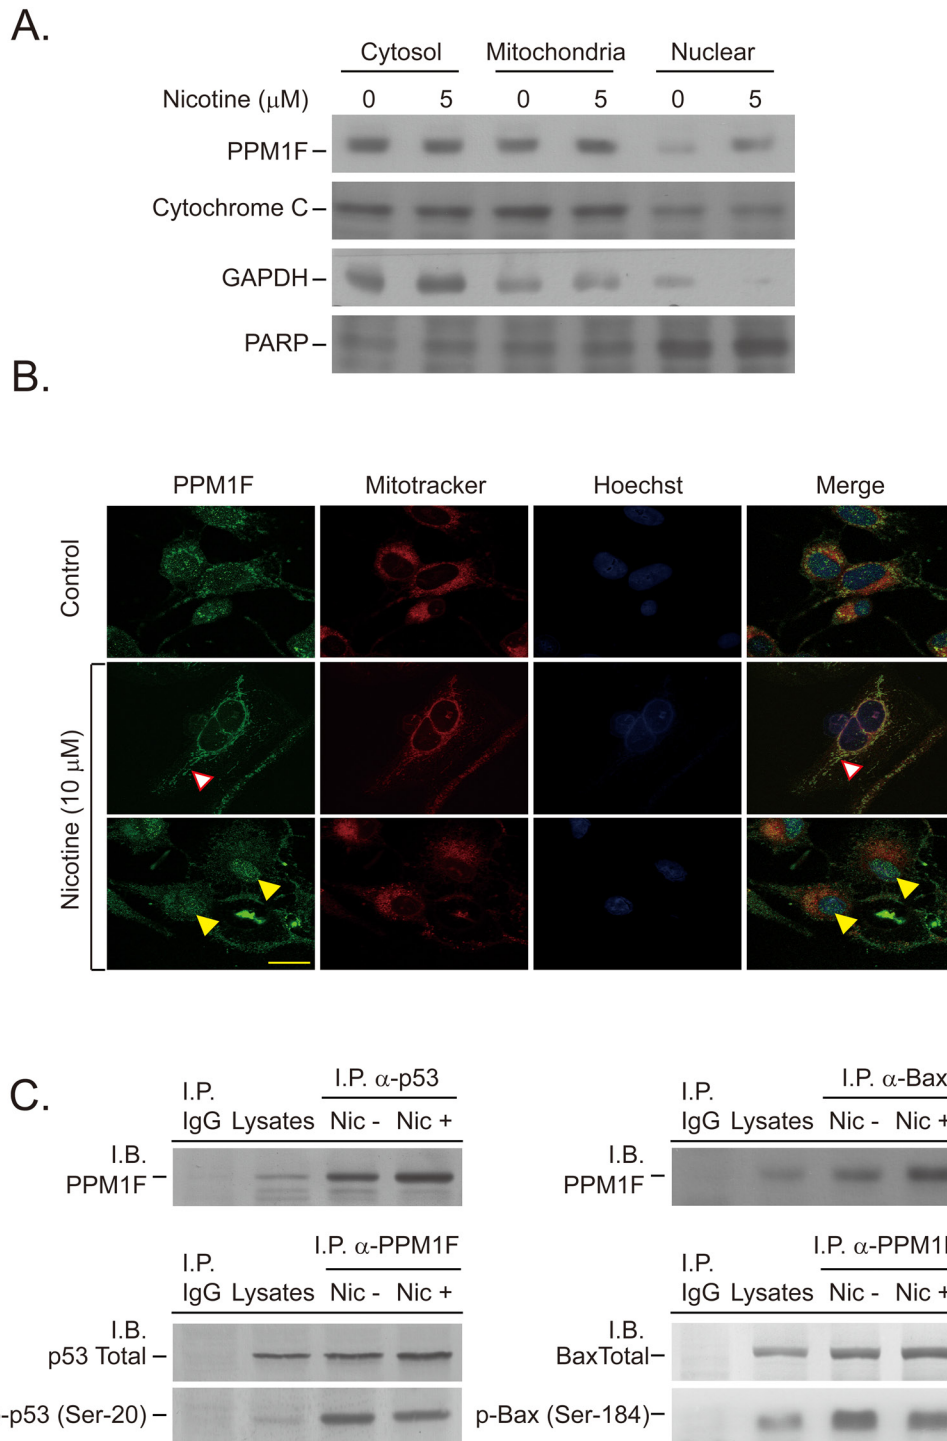 A.
Cytosol Mitochondria Nuclear
Nicotine (μM) 0 5 0 5 0 5
PPM1F
Cytochrome C
GAPDH
PARP
B.
PPM1F Mitotracker Hoechst Merge
Control
Nicotine (10 μM)
C.
I.P. α-p53
I.P.
IgG Lysates Nic - Nic +
I.B.
PPM1F
I.P. α-PPM1F
I.P.
IgG Lysates Nic - Nic +
I.B.
p53 Total
-p53 (Ser-20)
I.P. α-Bax
I.P.
IgG Lysates Nic - Nic +
I.B.
PPM1F
I.P. α-PPM1F
I.P.
IgG Lysates Nic - Nic +
I.B.
BaxTotal
p-Bax (Ser-184)